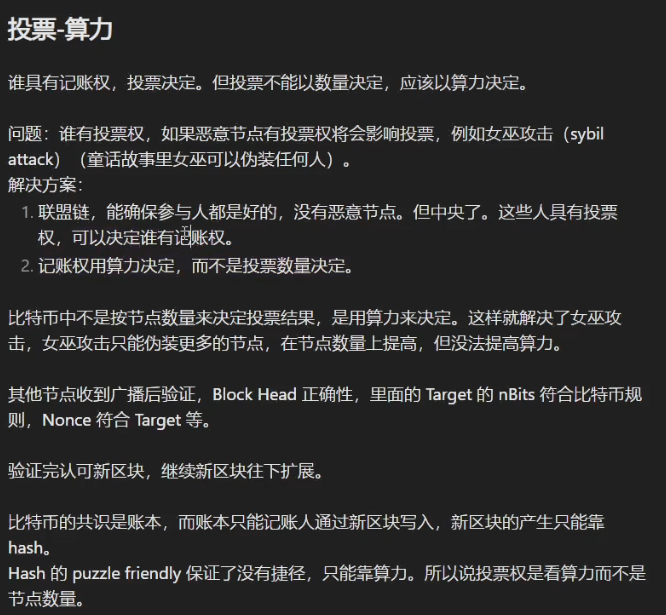 投票-算力
谁具有记账权，投票决定。但投票不能以数量决定，应该以算力决定。
问题：谁有投票权，如果恶意节点有投票权将会影响投票，例如女巫攻击（sybil
attack）（童话故事里女巫可以伪装任何人）。
解决方案：
1. 联盟链，能确保参与人都是好的，没有恶意节点。但中央了。这些人具有投票
权，可以决定谁有记账权。
2. 记账权用算力决定，而不是投票数量决定。
比特币中不是按节点数量来决定投票结果，是用算力来决定。这样就解决了女巫攻
击，女巫攻击只能伪装更多的节点，在节点数量上提高，但没法提高算力。
其他节点收到广播后验证，Block Head 正确性，里面的 Target 的 nBits 符合比特币规
则，Nonce 符合 Target 等。
验证完认可新区块，继续新区块往下扩展。
比特币的共识是账本，而账本只能记账人通过新区块写入，新区块的产生只能靠
hash。
Hash 的 puzzle friendly 保证了没有捷径，只能靠算力。所以说投票权是看算力而不是
节点数量。